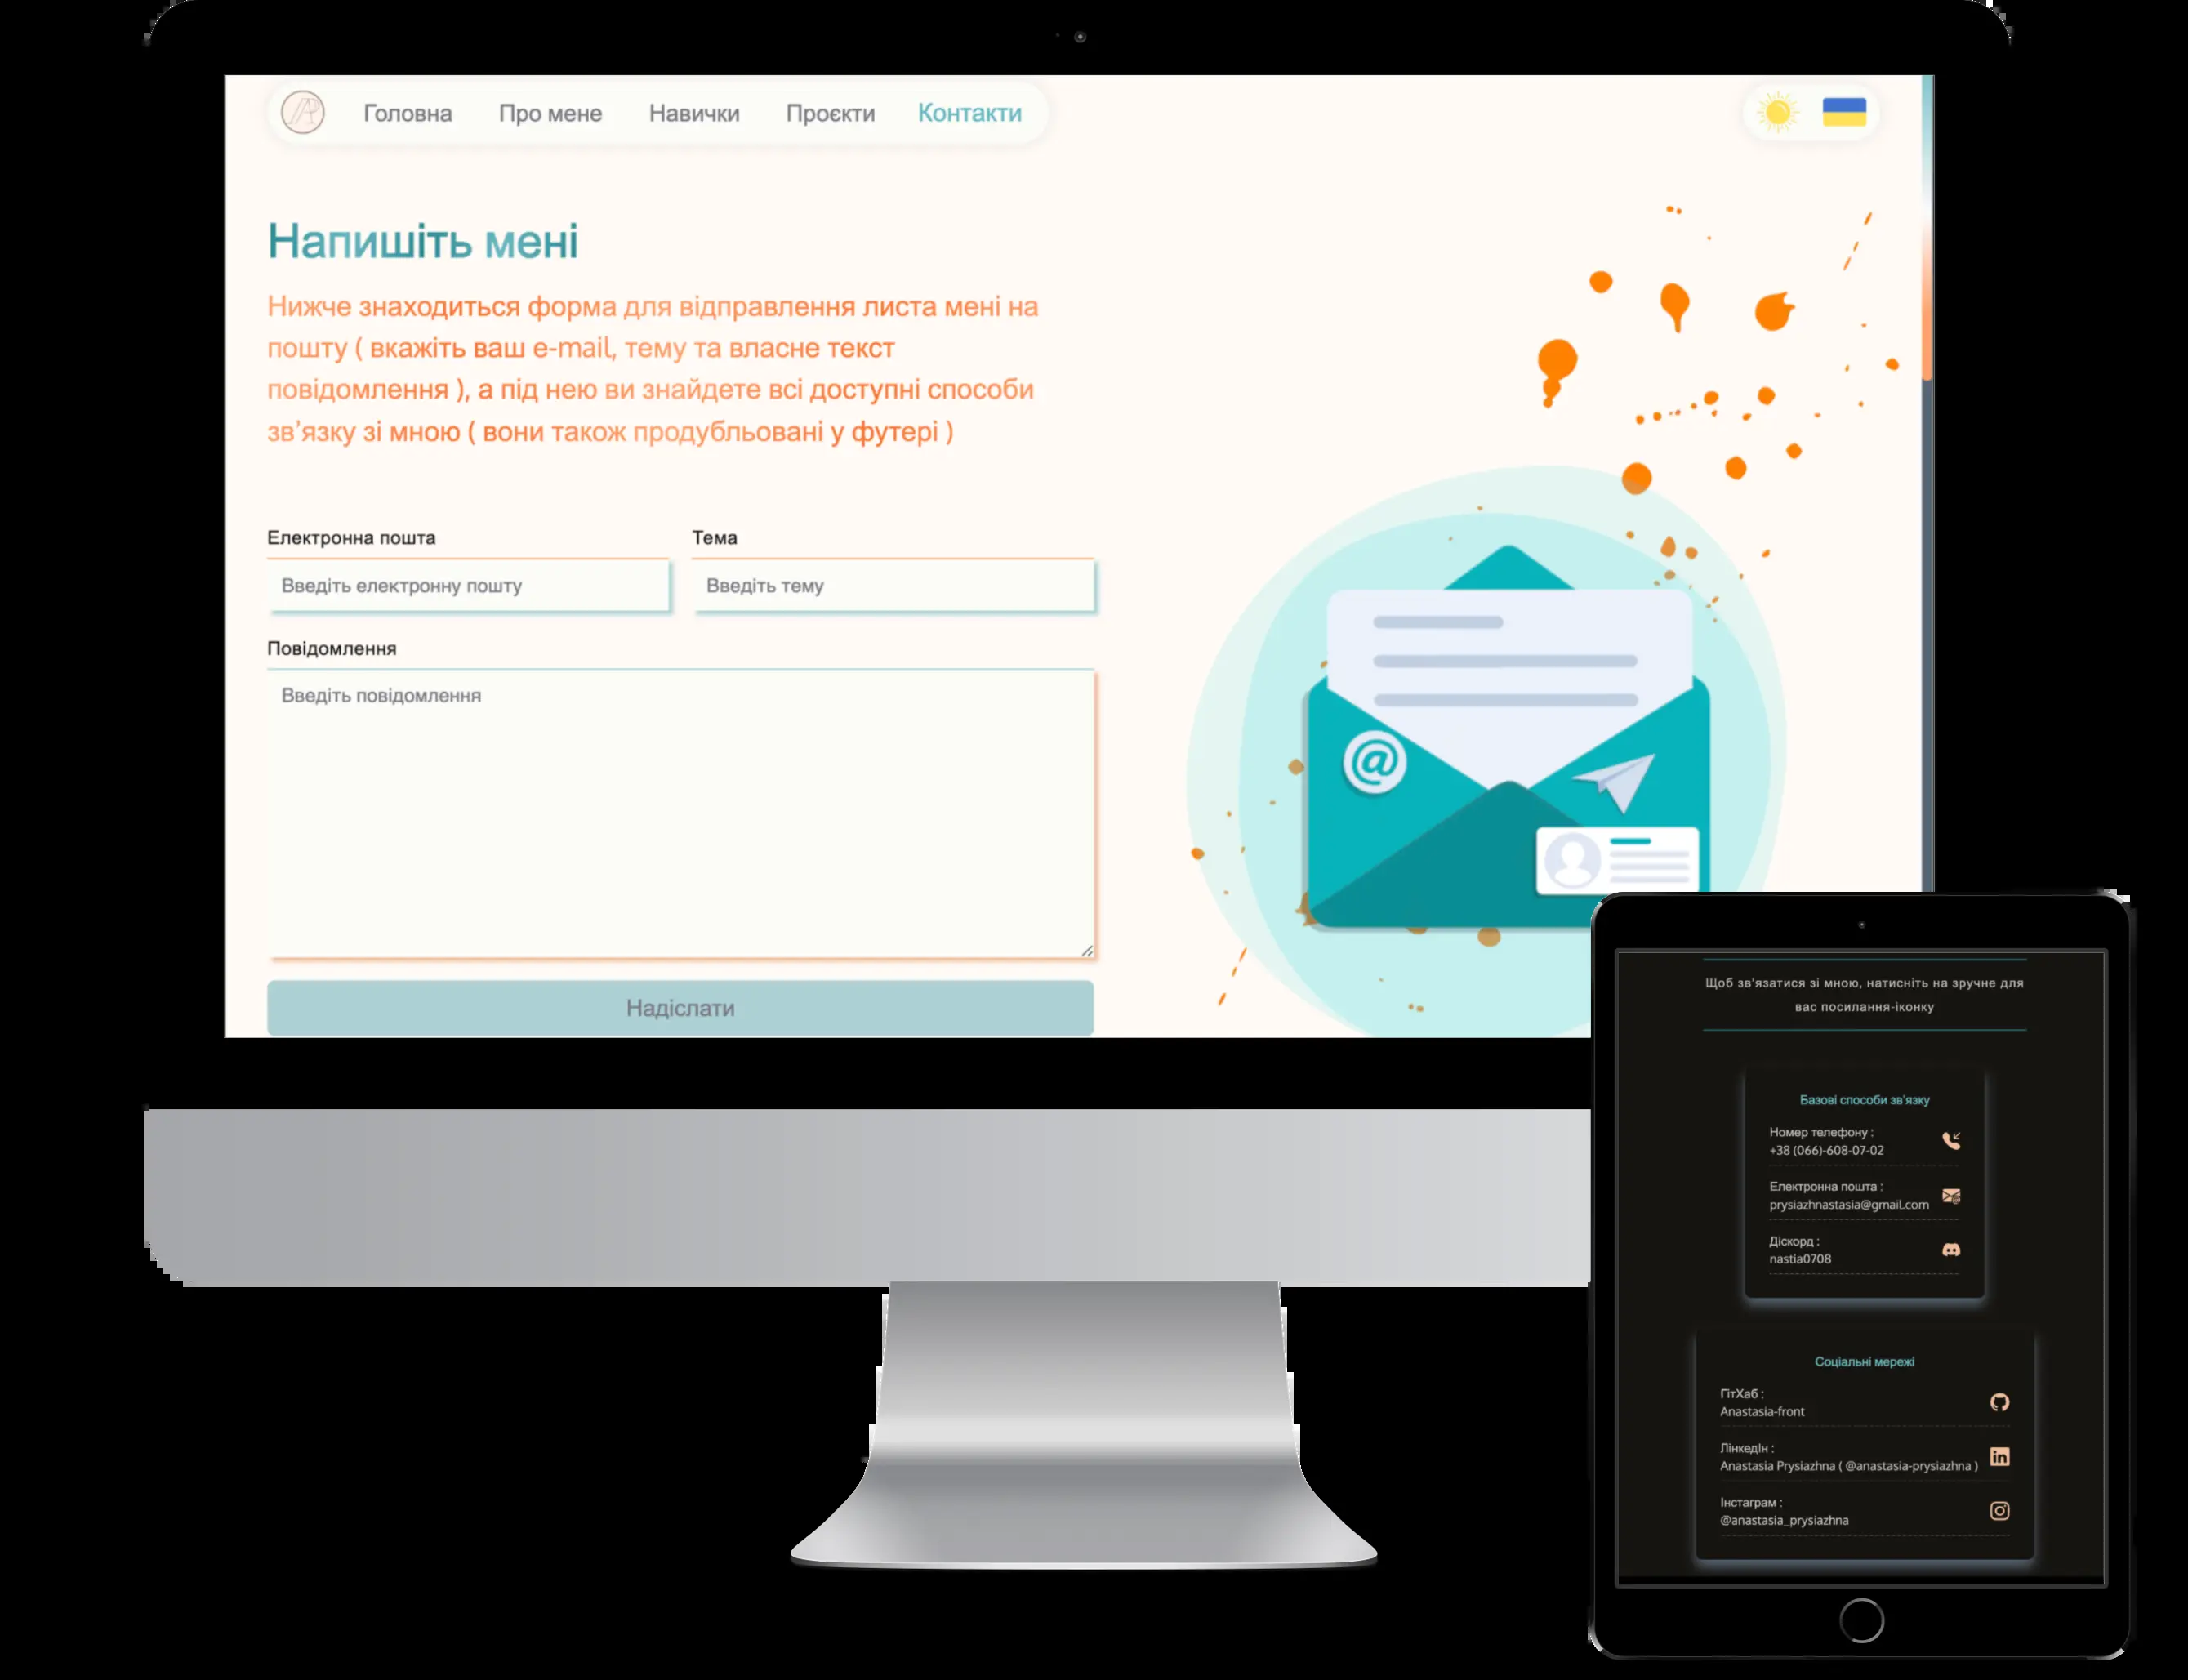 Головна Про мене Навички Проєкти Контакти
Напишіть мені
Нижче знаходиться форма для відправлення листа мені на
пошту ( вкажіть ваш e-mail, тему та власне текст
повідомлення ), а під нею ви знайдете всі доступні способи
зв’язку зі мною ( вони також продубльовані у футері )
Електронна пошта
Введіть електронну пошту
Тема
Введіть тему
Повідомлення
Введіть повідомлення
Надіслати
Щоб зв'язатися зі мною, натисніть на зручне для
вас посилання-іконку
Базові способи зв’язку
Номер телефону :
+38 (066)-608-07-02
Електронна пошта :
prysiazhnastasia@gmail.com
Діскорд :
nastia0708
Соціальні мережі
ГітХаб :
Anastasia-front
ЛінкедІн :
Anastasia Prysiazhna ( @anastasia-prysiazhna )
Інстаграм :
@anastasia_prysiazhna